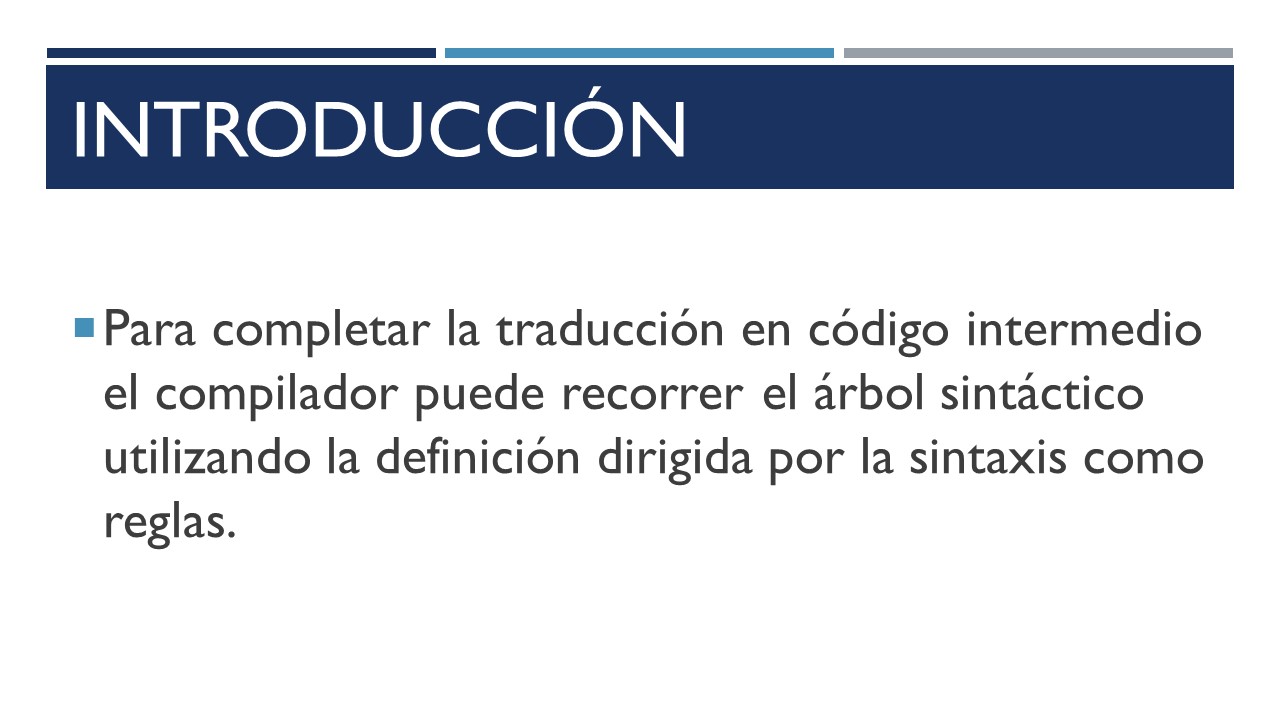 INTRODUCCIÓN
Para completar la traducción en código intermedio
el compilador puede recorrer el árbol sintáctico
utilizando la definición dirigida por la sintaxis como
reglas.